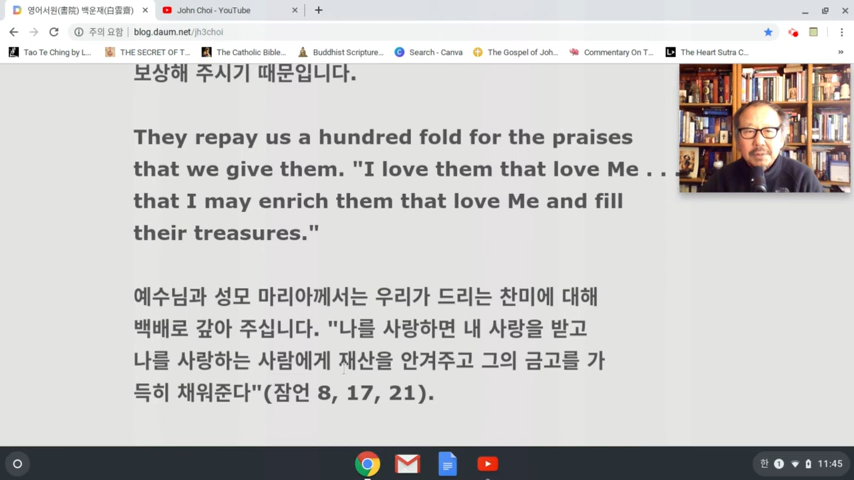 영어서원(書院) 백운재(白雲齋)
John Choi - YouTube
주의 요함
blog.daum.net/jh3choi
Tao Te Ching by L...
THE SECRET OF T...
The Catholic Bible...
Buddhist Scripture...
Search - Canva
The Gospel of Joh...
Commentary On T...
The Heart Sutra C...
»
보상해 주시기 때문입니다.
They repay us a hundred fold for the praises
that we give them. "I love them that love Me . . .
that I may enrich them that love Me and fill
their treasures."
예수님과 성모 마리아께서는 우리가 드리는 찬미에 대해
백배로 갚아 주십니다. "나를 사랑하면 내 사랑을 받고
나를 사랑하는 사람에게 재산을 안겨주고 그의 금고를 가
득히 채워준다"(잠언 8, 17, 21).
한 1 11:45